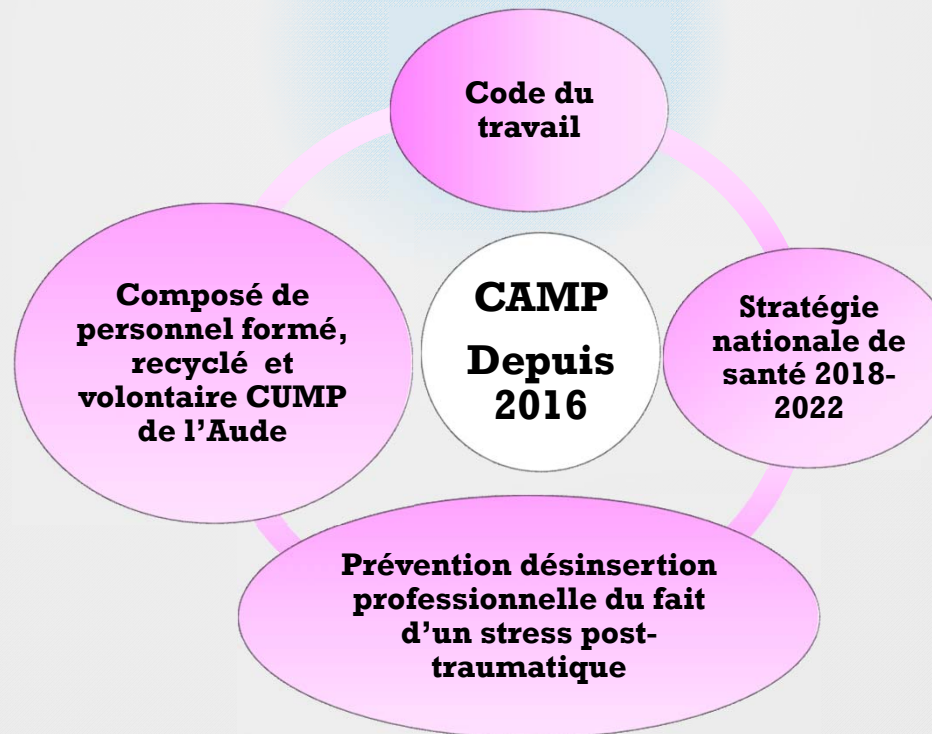 Code du
travail
Composé de
personnel formé,
recyclé et
volontaire CUMP
de l'Aude
CAMP
Depuis
2016
Stratégie
nationale de
santé 2018-
2022
Prévention désinsertion
professionnelle du fait
d'un stress post-
traumatique